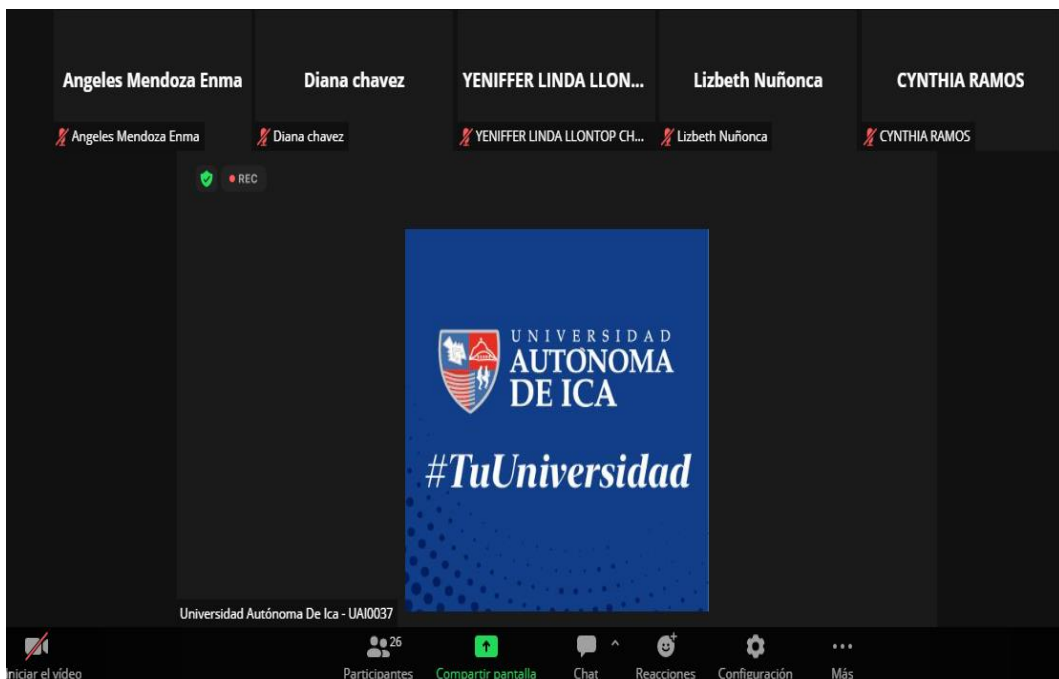 Angeles Mendoza Enma
Diana chavez
YENIFFER LINDA LLON...
Lizbeth Nuñonca
CYNTHIA RAMOS
Angeles Mendoza Enma
Diana chavez
YENIFFER LINDA LLONTOP CH...
Lizbeth Nuñonca
CYNTHIA RAMOS
REC
UNIVERSIDAD
AUTÓNOMA
DE ICA
#TuUniversidad
Universidad Autónoma De Ica - UAI0037
26
Iniciar el vídeo
Participantes
Compartir pantalla
Chat
Reacciones
Configuración
Más